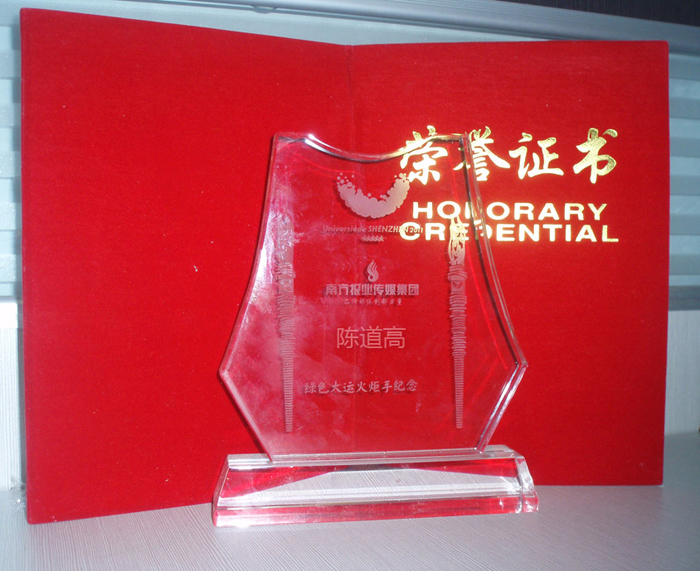 荣誉证书
HONORARY
CREDENTIAL
Universiade SHENZHEN 2011
南方报业传媒集团
陈道高
绿色大运火炬手纪念